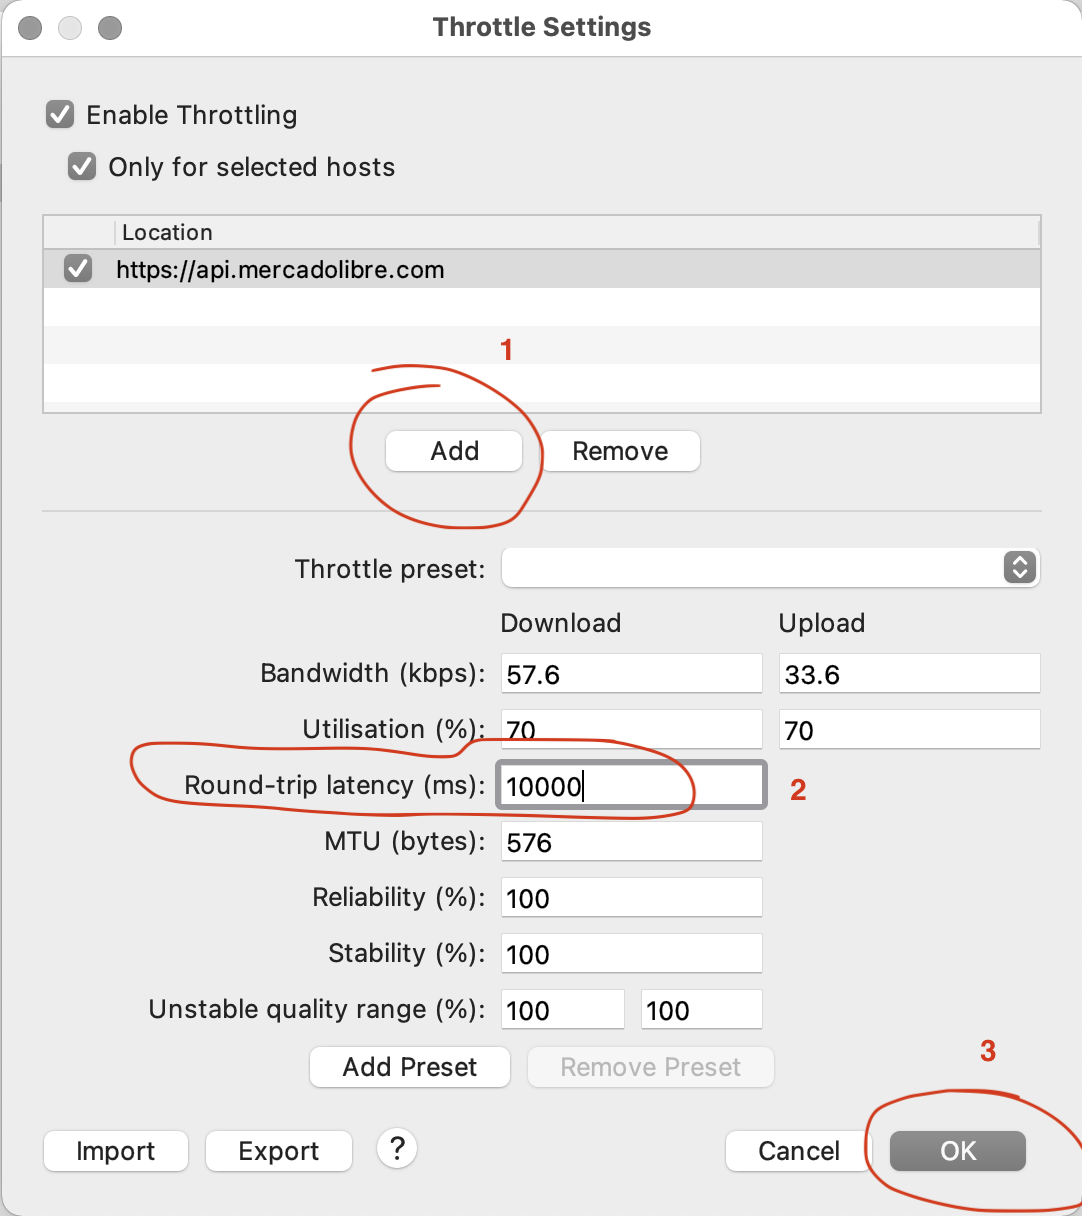 Throttle Settings
Enable Throttling
Only for selected hosts
Location
https://api.mercadolibre.com
1
Add Remove
Throttle preset:
Download Upload
Bandwidth (kbps): 57.6 33.6
Utilisation (%): 70 70
Round-trip latency (ms): 10000 2
MTU (bytes): 576
Reliability (%): 100
Stability (%): 100
Unstable quality range (%): 100 100
3
Add Preset Remove Preset
Import Export ? Cancel OK